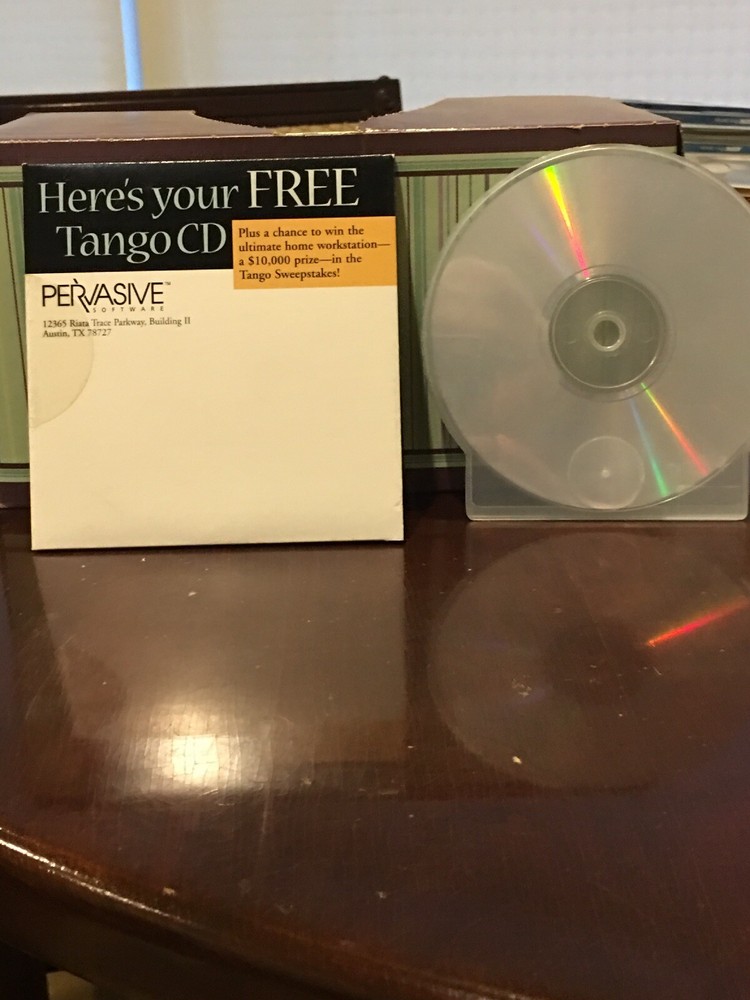 Here's your FREE
Tango CD
Plus a chance to win the
ultimate home workstation—
a $10,000 prize—in the
Tango Sweepstakes!
PERVASIVE™
SOFTWARE
12365 Riata Trace Parkway, Building II
Austin, TX 78727